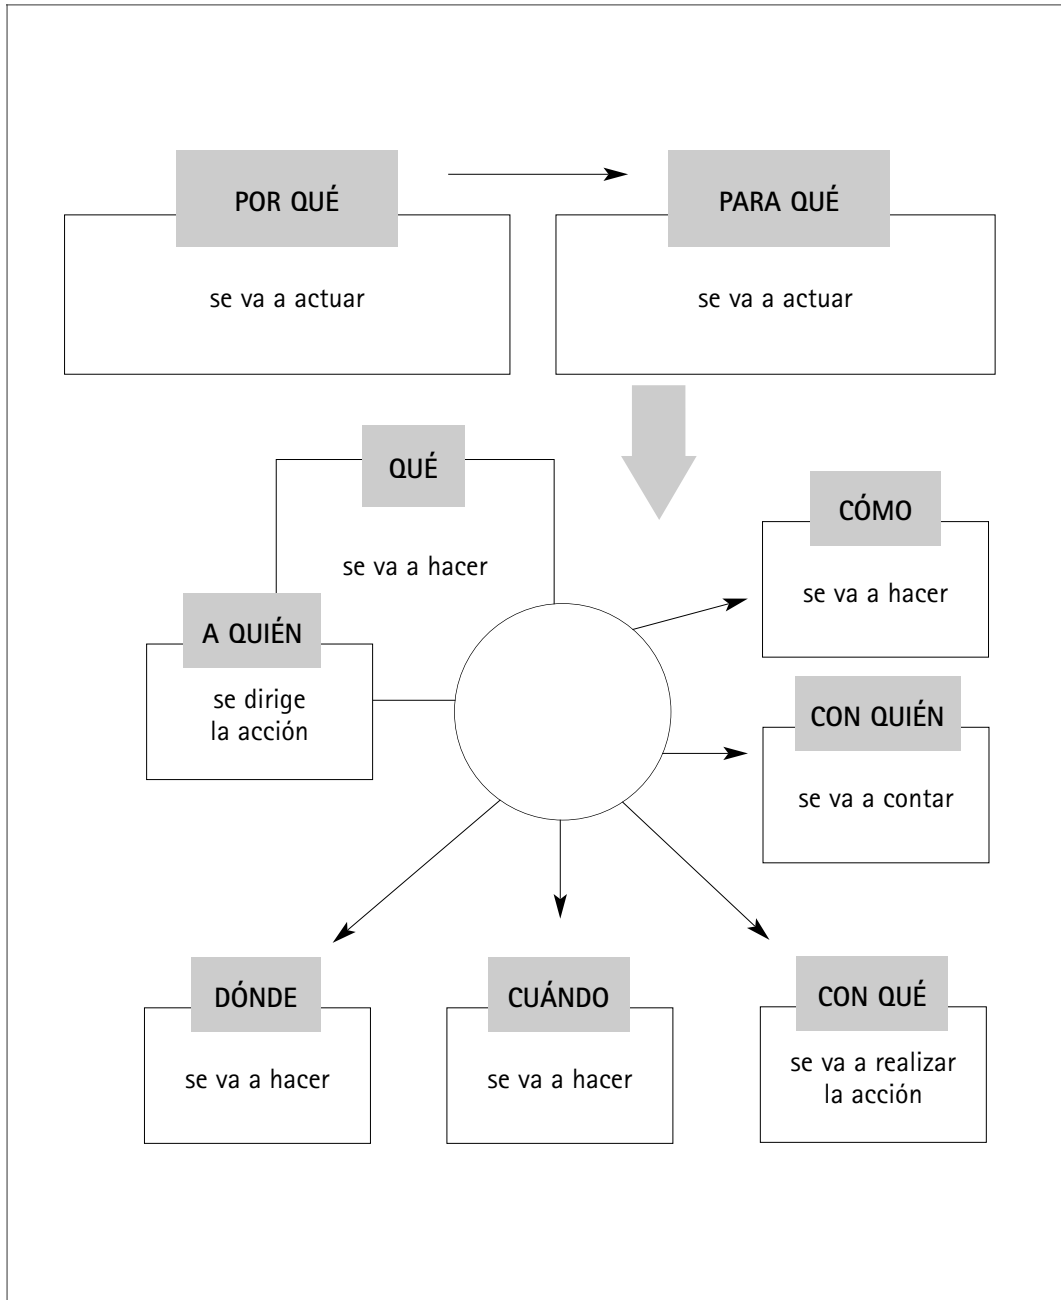 POR QUÉ
se va a actuar
PARA QUÉ
se va a actuar
QUÉ
se va a hacer
A QUIÉN
se dirige
la acción
CÓMO
se va a hacer
CON QUIÉN
se va a contar
DÓNDE
se va a hacer
CUÁNDO
se va a hacer
CON QUÉ
se va a realizar
la acción